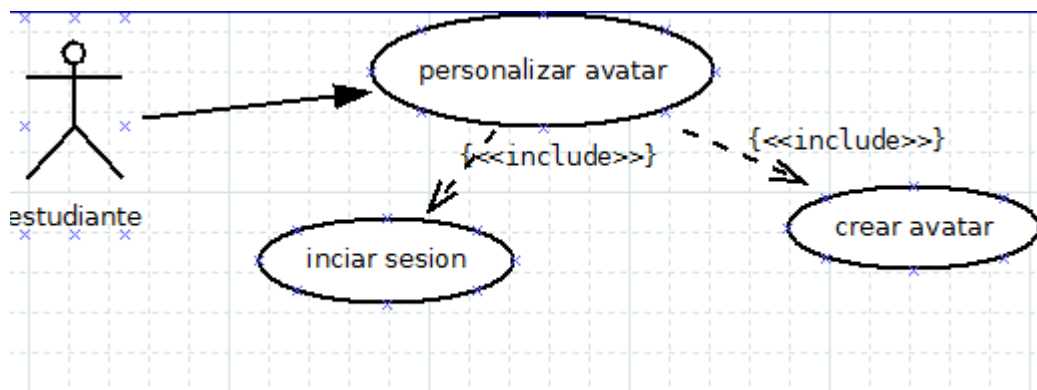 personalizar avatar
{<<include>>}
{<<include>>}
estudiante
inciar sesion
crear avatar